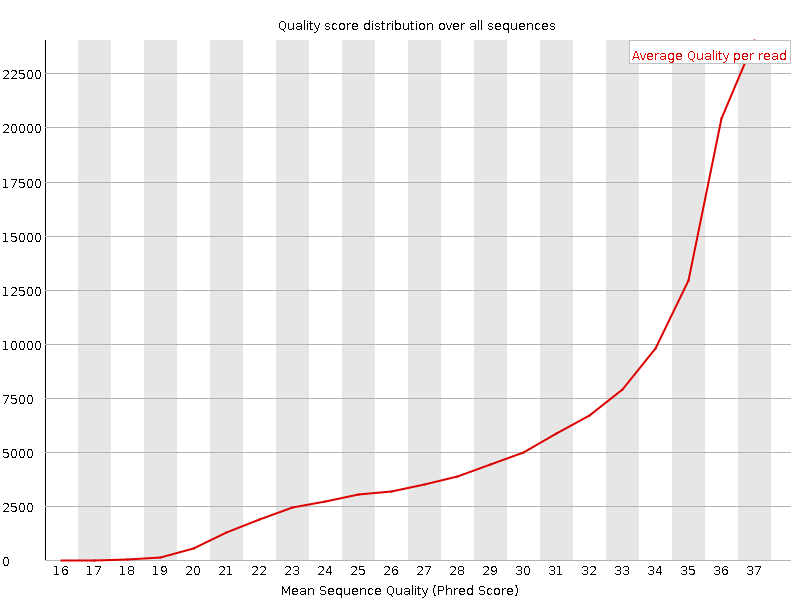 Quality score distribution over all sequences
Average Quality per read
22500
20000
17500
15000
12500
10000
7500
5000
2500
0
16 17 18 19 20 21 22 23 24 25 26 27 28 29 30 31 32 33 34 35 36 37
Mean Sequence Quality (Phred Score)